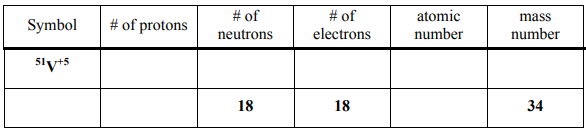 Symbol # of protons # of neutrons # of electrons atomic number mass number
⁵¹V⁺⁵
18 18 34